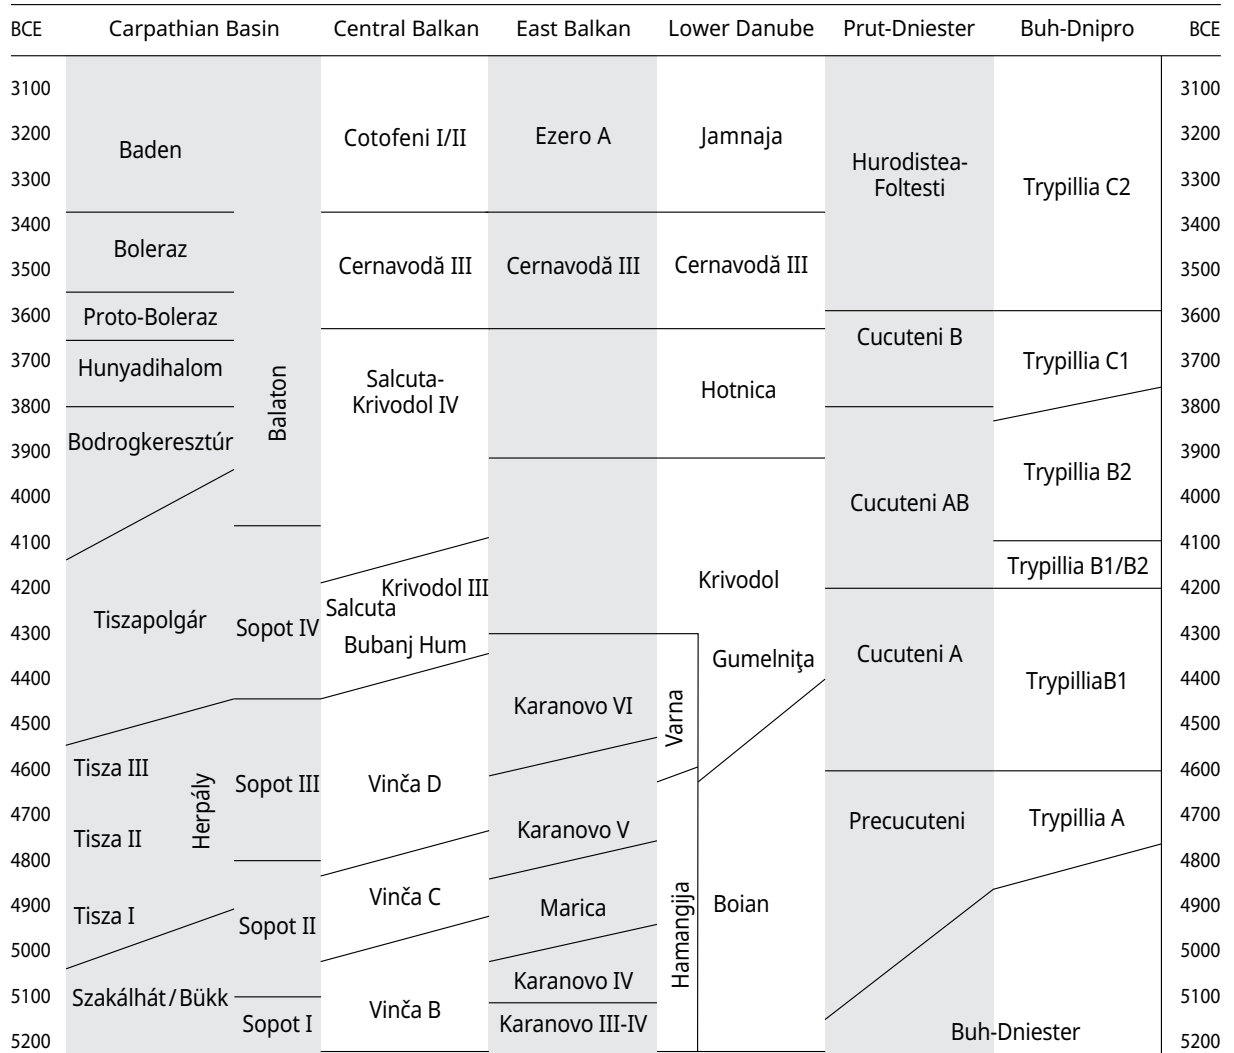 BCE Carpathian Basin Central Balkan East Balkan Lower Danube Prut-Dniester Buh-Dnipro BCE
3100 3100
3200 Cotofeni I/II Ezero A Jamnaja 3200
Baden
Hurodistea-
Foltesti
3300 Trypillia C2 3300
3400 3400
Boleraz
3500 Cernavodă III Cernavodă III Cernavodă III 3500
3600 Proto-Boleraz 3600
Cucuteni B
3700 Hunyadihalom Trypillia C1 3700
Salcuta-
Krivodol IV
Hotnica
3800 3800
Balaton
Bodrogkeresztúr
3900 3900
Trypillia B2
4000 Cucuteni AB 4000
4100 4100
Trypillia B1/B2
Krivodol
4200 Krivodol III 4200
Salcuta
Tiszapolgár
Sopot IV
4300 4300
Bubanj Hum
Cucuteni A
Gumelniţa
4400 TrypilliaB1 4400
Karanovo VI
Varna
4500 4500
4600 Tisza III 4600
Sopot III Vinča D
Herpály
4700 Trypillia A 4700
Precucuteni
Karanovo V
Tisza II
4800 4800
Vinča C
4900 Marica Boian 4900
Tisza I
Sopot II
Hamangija
5000 5000
Karanovo IV
5100 Szakálhát/Bükk 5100
Vinča B
Sopot I Karanovo III-IV
Buh-Dniester
5200 5200